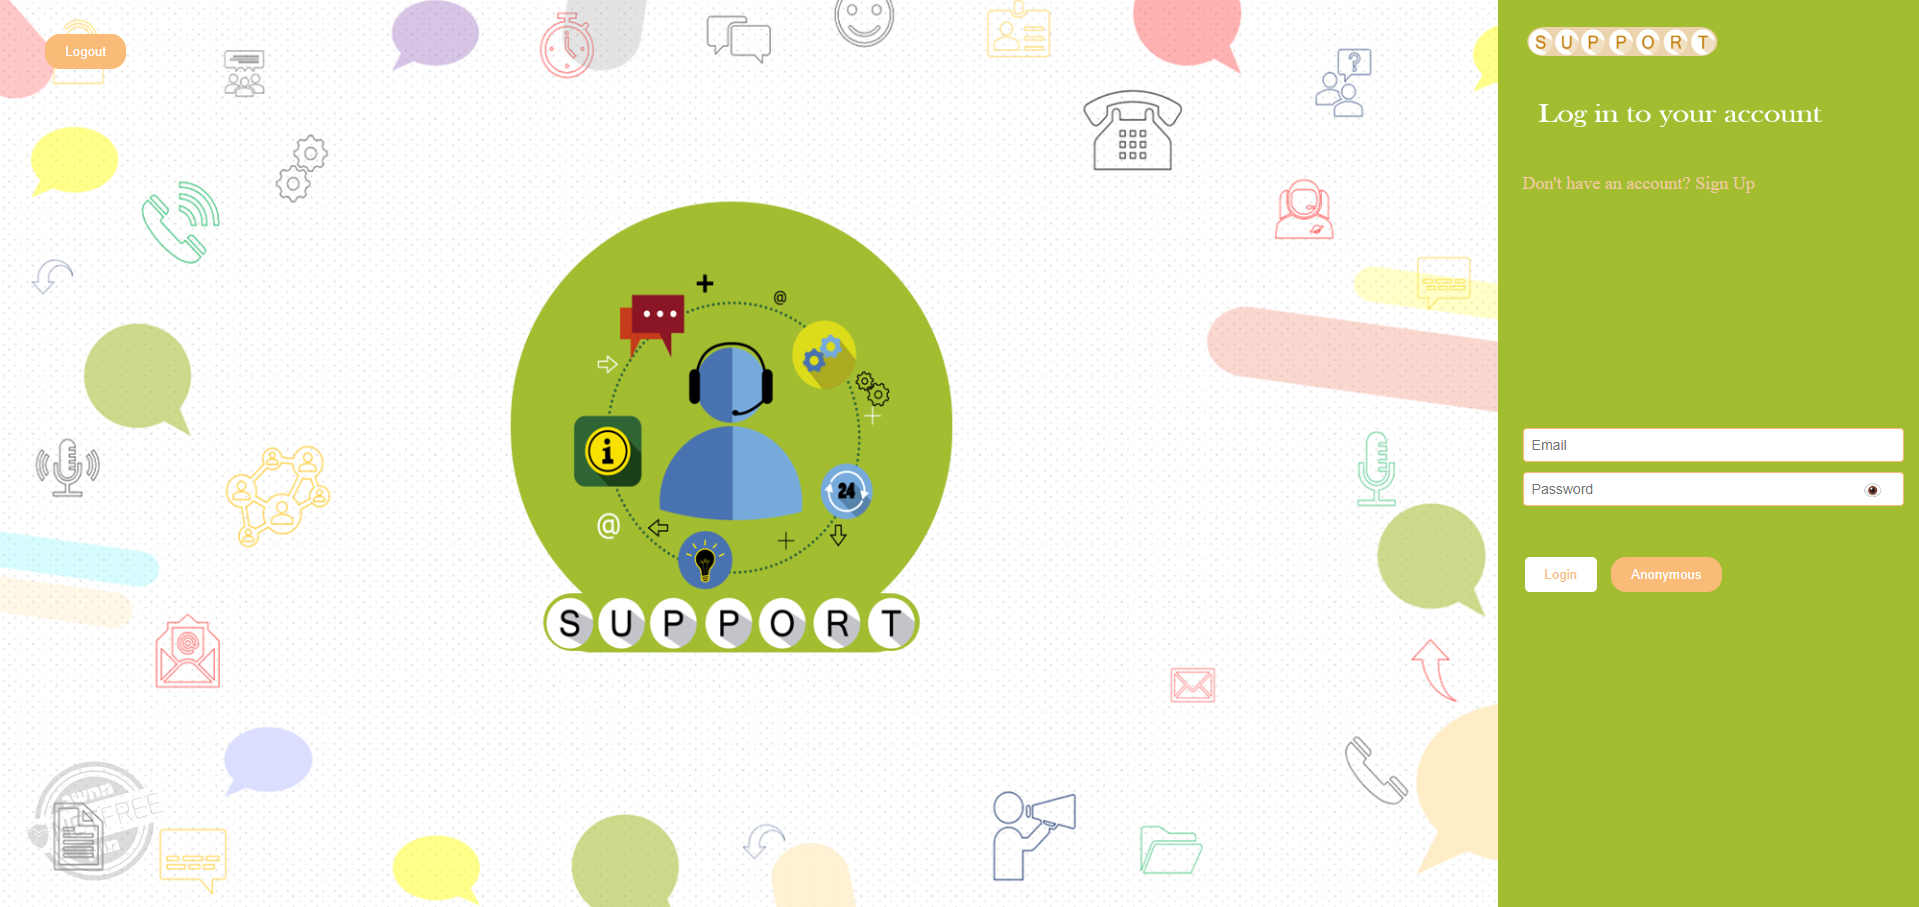 Logout
SUPPORT
Log in to your account
Don't have an account? Sign Up
?
+
@
i
24
@
+
+
SUPPORT
Email
Password
Login
Anonymous
@
FREE